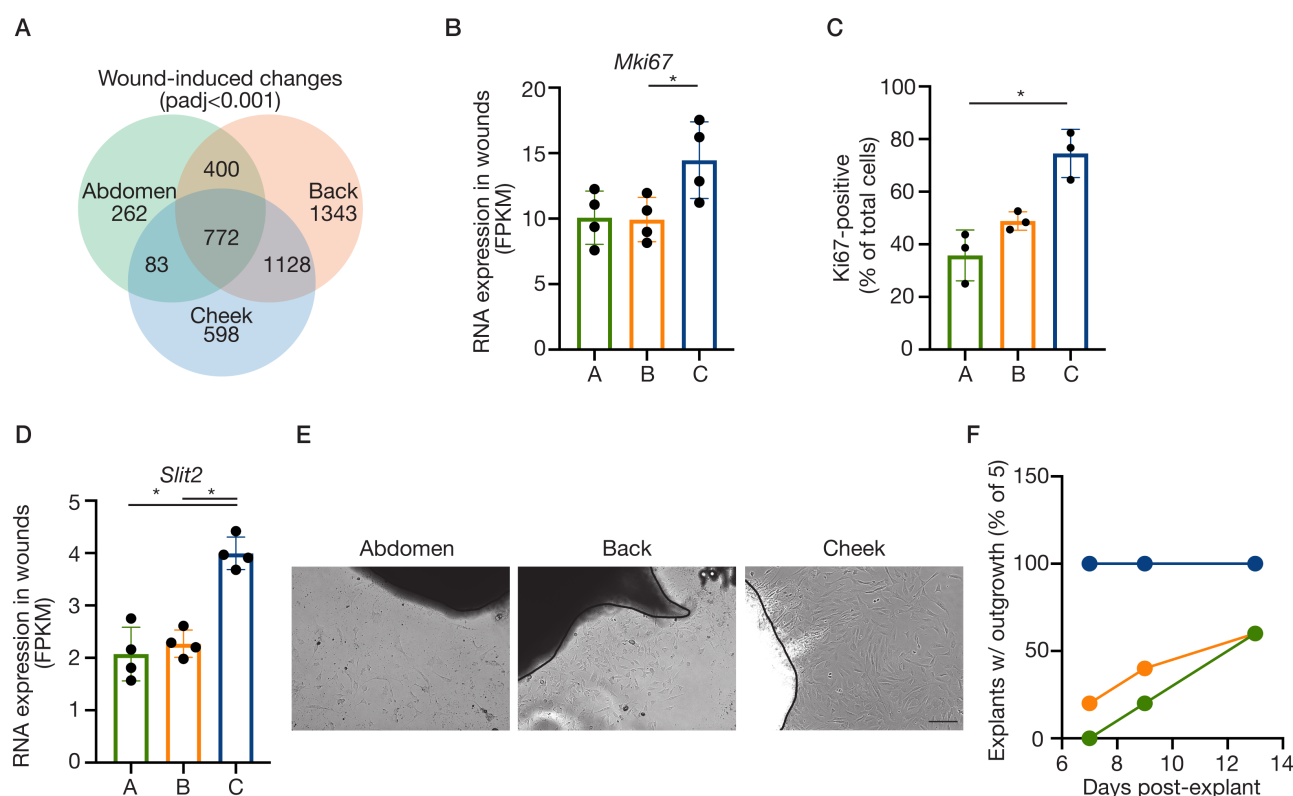 A
Wound-induced changes
(padj<0.001)
400
Abdomen
262
Back
1343
772
83
1128
Cheek
598
B
Mki67
*
RNA expression in wounds
(FPKM)
20
15
10
5
0
A B C
C
*
Ki67-positive
(% of total cells)
100
80
60
40
20
0
A B C
D
Slit2
* *
RNA expression in wounds
(FPKM)
5
4
3
2
1
0
A B C
E
Abdomen Back Cheek
F
Explants w/ outgrowth (% of 5)
150
100
50
0
6 8 10 12 14
Days post-explant